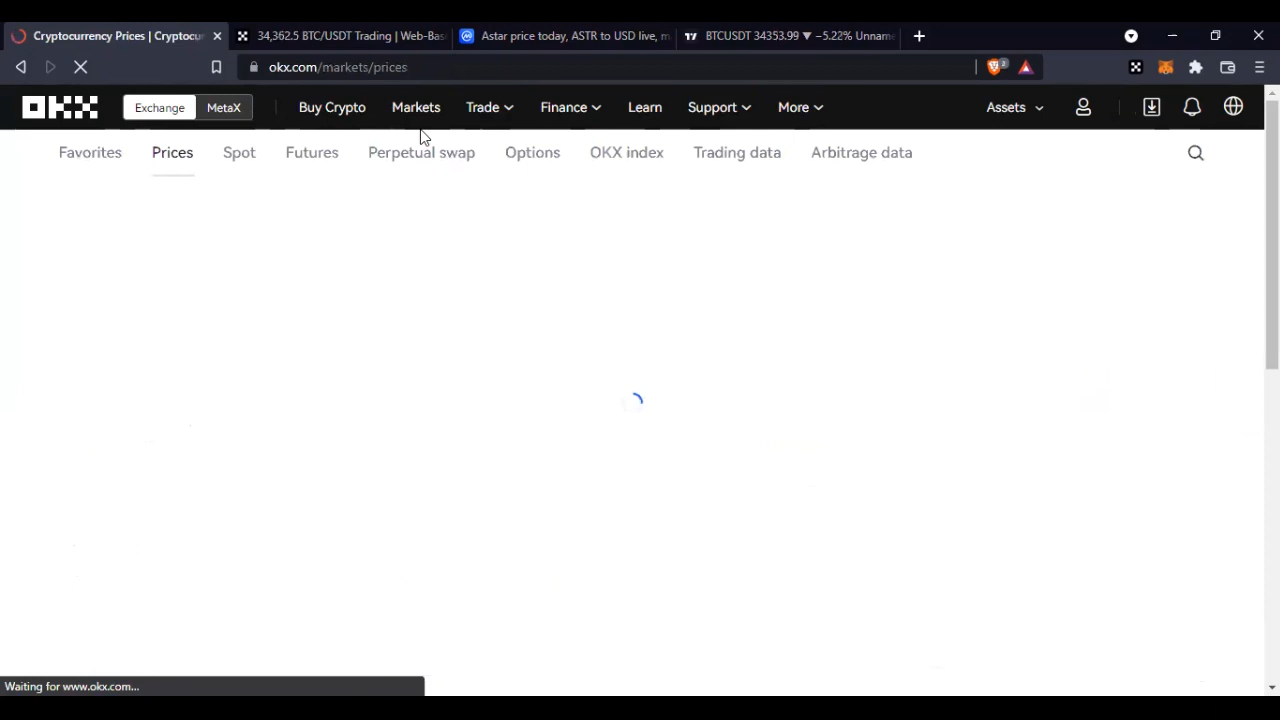 Cryptocurrency Prices | Cryptocu
34,362.5 BTC/USDT Trading | Web-Bas
Astar price today, ASTR to USD live, m
BTCUSDT 34353.99 ▼ −5.22% Unname
okx.com/markets/prices
2
OKX
Exchange
MetaX
Buy Crypto
Markets
Trade
Finance
Learn
Support
More
Assets
Favorites
Prices
Spot
Futures
Perpetual swap
Options
OKX index
Trading data
Arbitrage data
Waiting for www.okx.com...